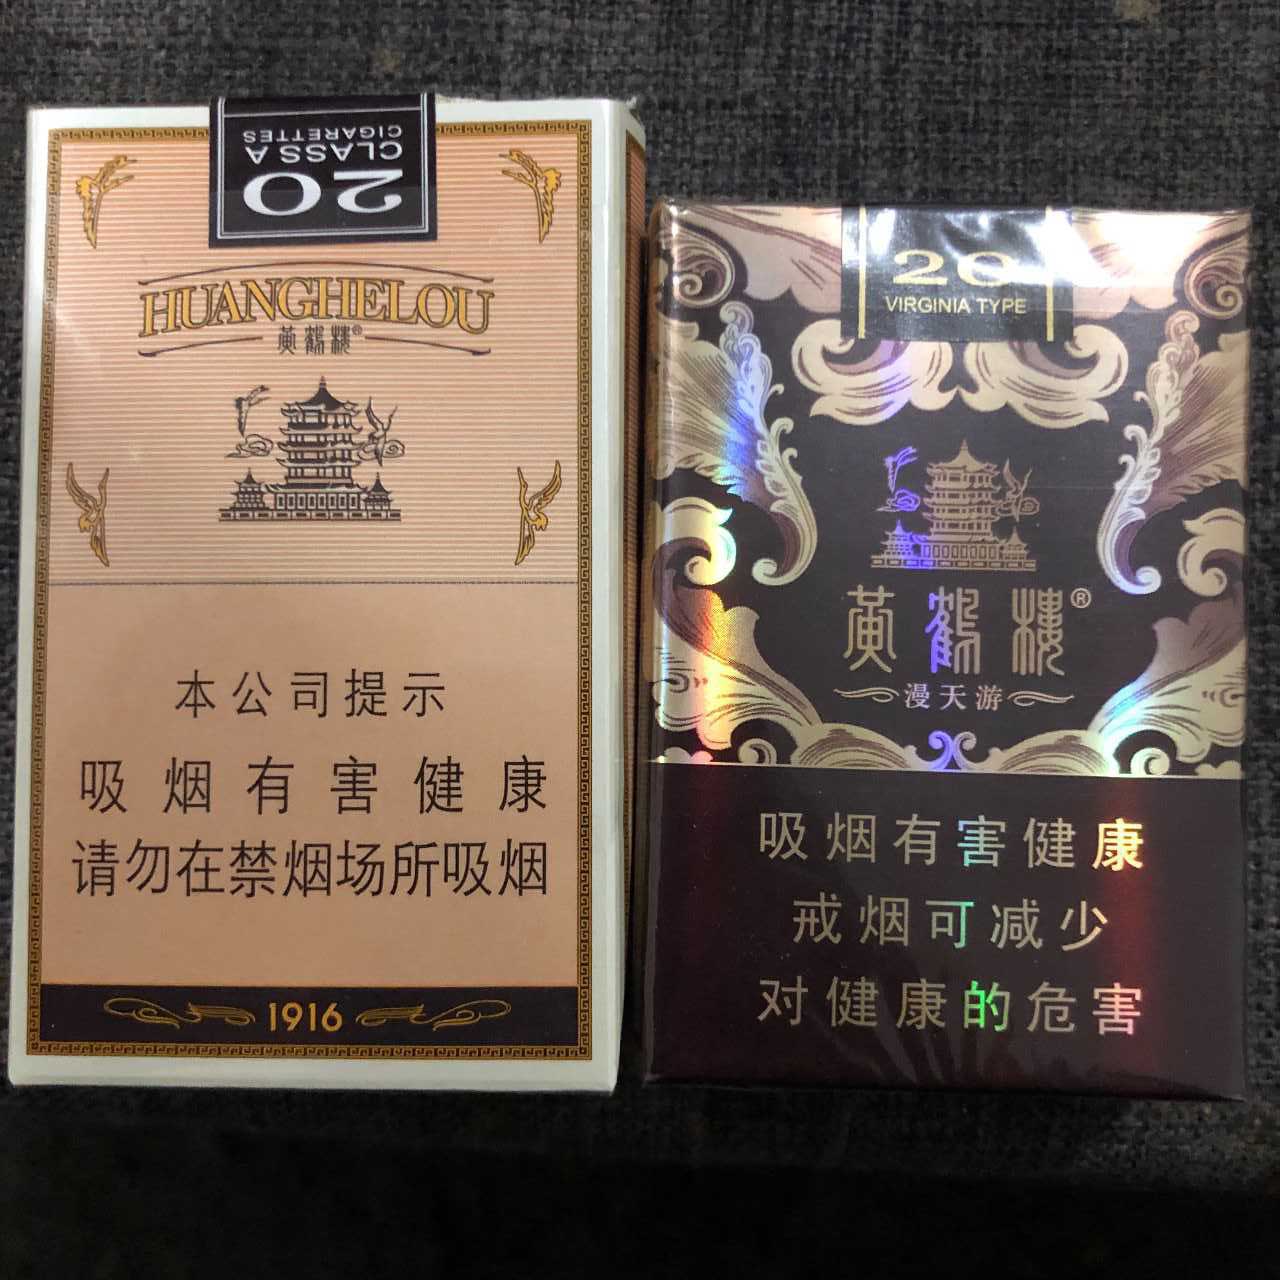 20
CLASS A
CIGARETTES
HUANGHELOU
黄鹤楼®
本公司提示
吸烟有害健康
请勿在禁烟场所吸烟
1916
20
VIRGINIA TYPE
黄鹤楼®
漫天游
吸烟有害健康
戒烟可减少
对健康的危害